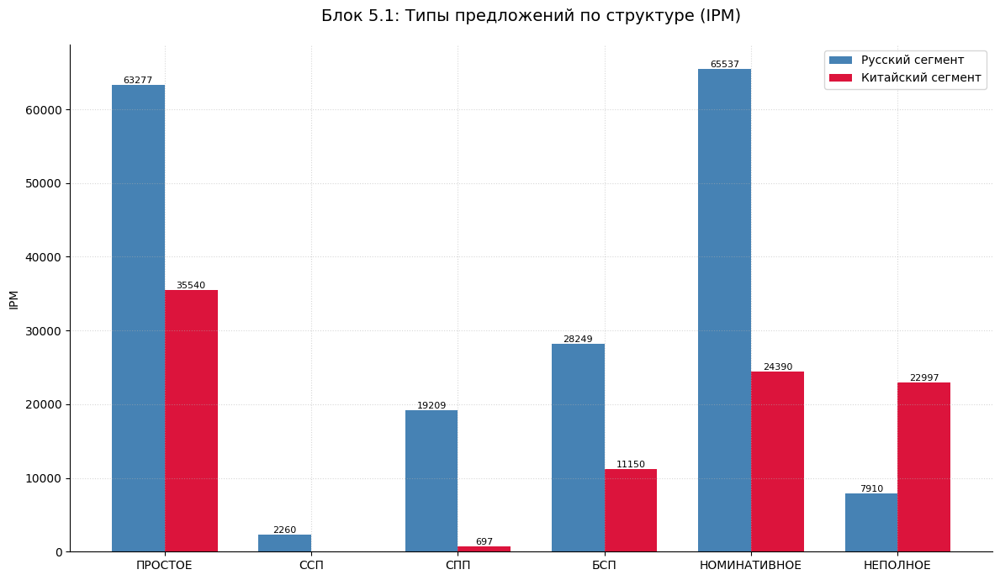 Блок 5.1: Типы предложений по структуре (IPM)
Русский сегмент
Китайский сегмент
IPM
60000
50000
40000
30000
20000
10000
0
63277
35540
2260
19209
697
28249
11150
65537
24390
7910
22997
ПРОСТОЕ
ССП
СПП
БСП
НОМИНАТИВНОЕ
НЕПОЛНОЕ